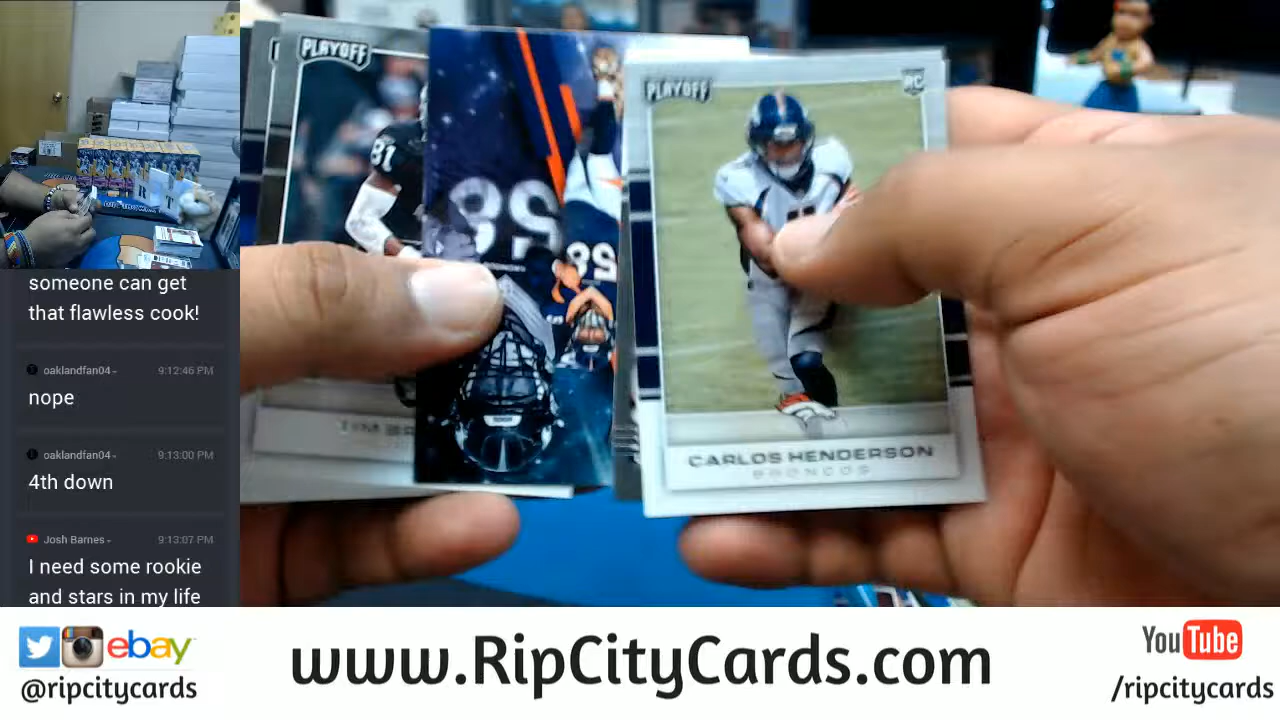 someone can get
that flawless cook!
oaklandfan04
9:12:46 PM
nope
oaklandfan04
9:13:00 PM
4th down
Josh Barnes
9:13:07 PM
I need some rookie
and stars in my life
PLAYOFF
81
58
58
PLAYOFF
RC
CARLOS HENDERSON
BRONCOS
ebay
@ripcitycards
www.RipCityCards.com
YouTube
/ripcitycards